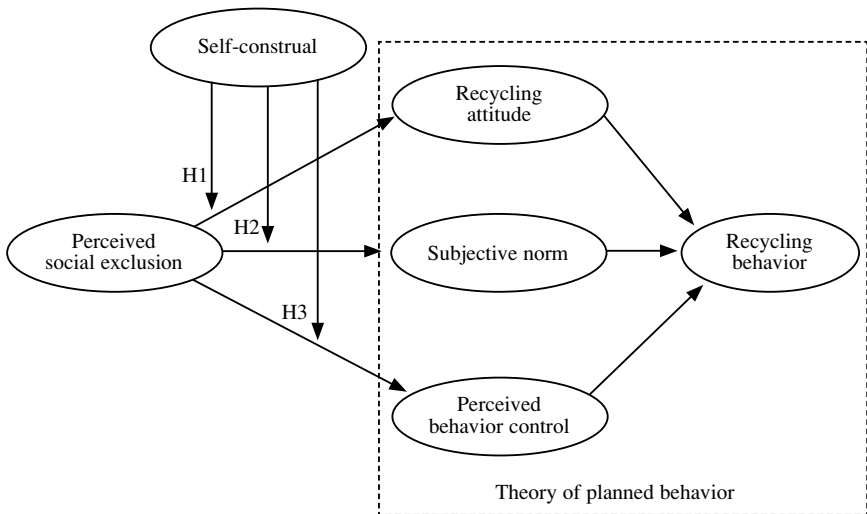 Self-construal
Recycling
attitude
H1
H2
Perceived
social exclusion
Subjective norm
Recycling
behavior
H3
Perceived
behavior control
Theory of planned behavior